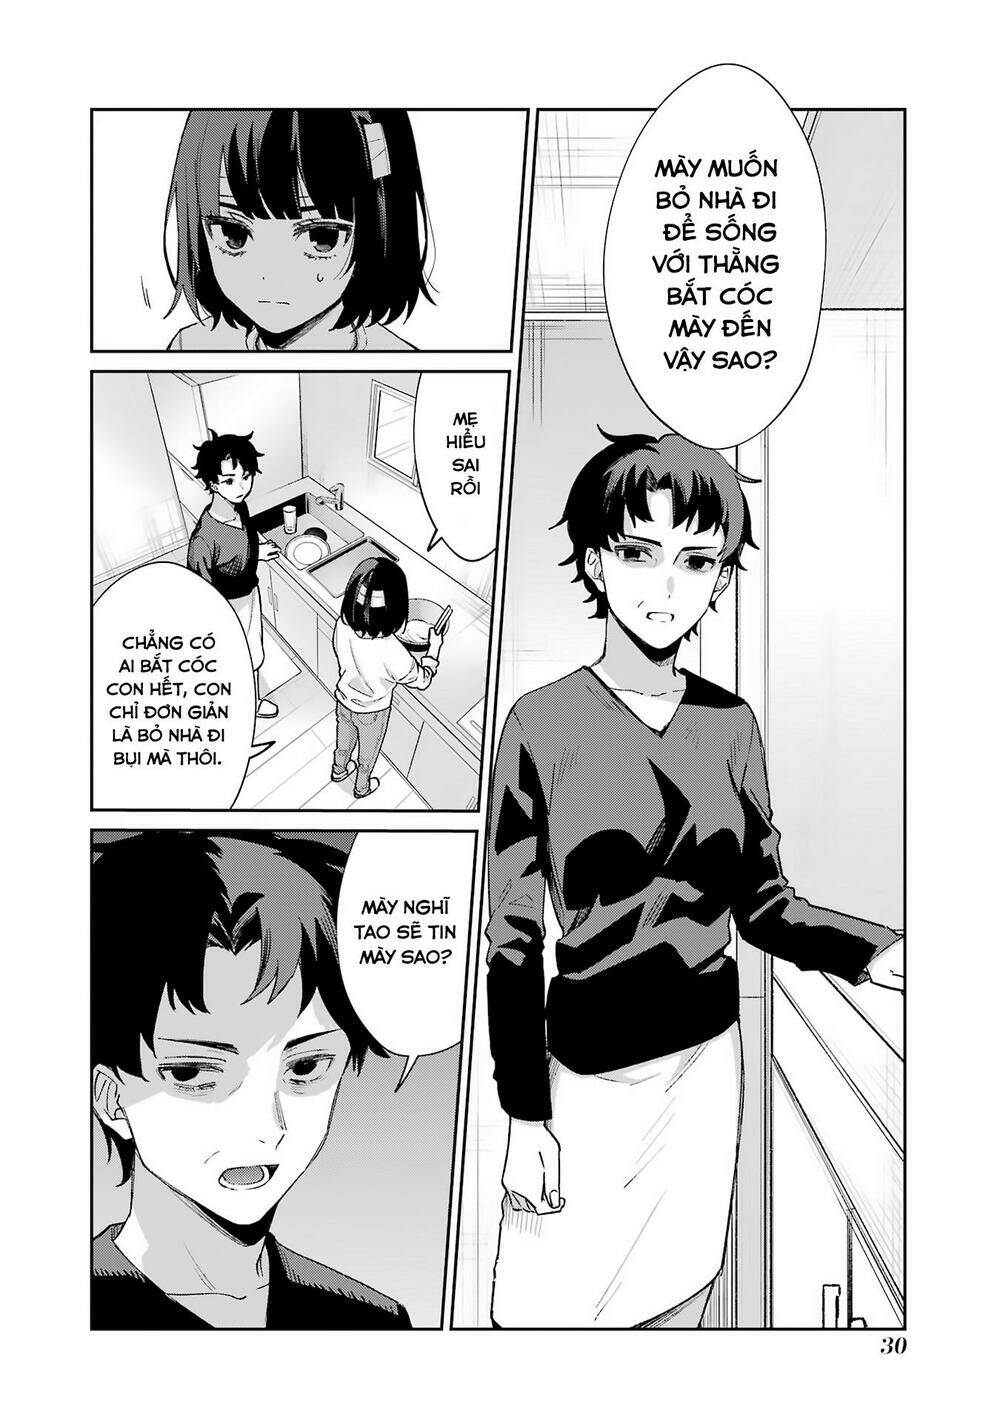 MÀY MUỐN
BỎ NHÀ ĐI
ĐỂ SỐNG
VỚI THẰNG
BẮT CÓC
MÀY ĐẾN
VẬY SAO?
MẸ
HIỂU
SAI
RỒI
CHẲNG CÓ
AI BẮT CÓC
CON HẾT, CON
CHỈ ĐƠN GIẢN
LÀ BỎ NHÀ ĐI
BỤI MÀ THÔI.
MÀY NGHĨ
TAO SẼ TIN
MÀY SAO?
30